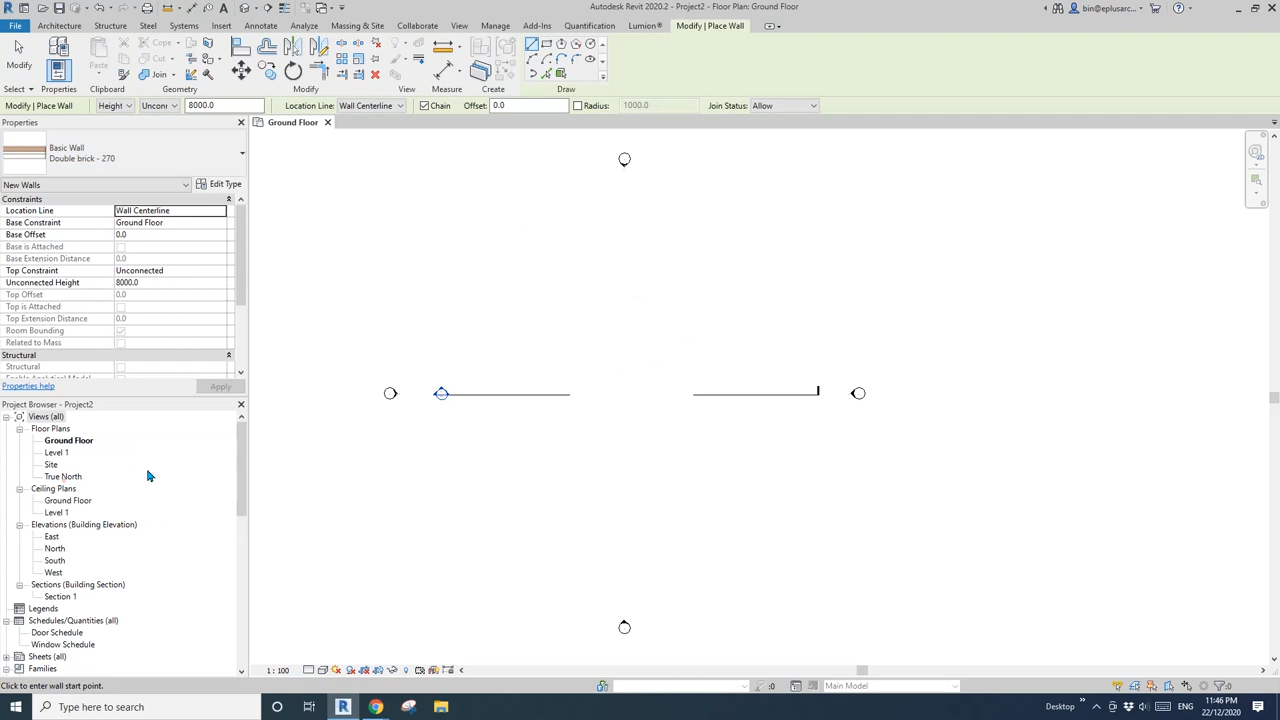 Autodesk Revit 2020.2 - Project2 - Floor Plan: Ground Floor
bin@eplusarc...
File Architecture Structure Steel Systems Insert Annotate Analyze Massing & Site Collaborate View Manage Add-Ins Quantification Lumion® Modify | Place Wall
Modify Properties Paste Cope Cut Join
Select Properties Clipboard Geometry Modify View Measure Create Draw
Modify | Place Wall Height Unconr 8000.0 Location Line: Wall Centerline Chain Offset: 0.0 Radius: 1000.0 Join Status: Allow
Properties
Ground Floor
Basic Wall
Double brick - 270
New Walls Edit Type
Constraints
Location Line Wall Centerline
Base Constraint Ground Floor
Base Offset 0.0
Base is Attached
Base Extension Distance 0.0
Top Constraint Unconnected
Unconnected Height 8000.0
Top Offset 0.0
Top is Attached
Top Extension Distance 0.0
Room Bounding
Related to Mass
Structural
Structural
Properties help Apply
Project Browser - Project2
Views (all)
Floor Plans
Ground Floor
Level 1
Site
True North
Ceiling Plans
Ground Floor
Level 1
Elevations (Building Elevation)
East
North
South
West
Sections (Building Section)
Section 1
Legends
Schedules/Quantities (all)
Door Schedule
Window Schedule
Sheets (all)
Families
1 : 100
Click to enter wall start point.
:0 Main Model :0
Type here to search
Desktop ENG 11:46 PM
22/12/2020